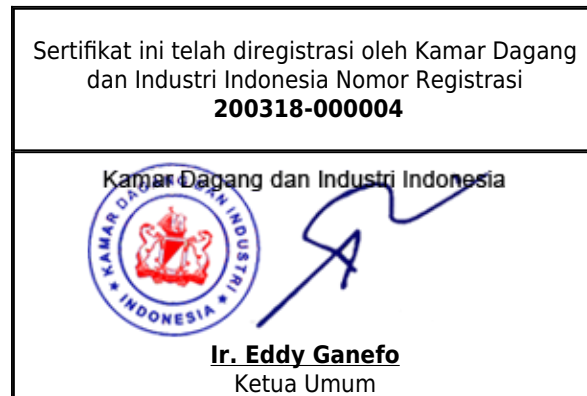 Sertifikat ini telah diregistrasi oleh Kamar Dagang
dan Industri Indonesia Nomor Registrasi
200318-000004
Kamar Dagang dan Industri Indonesia
KAMAR DAGANG DAN INDUSTRI
* INDONESIA *
Ir. Eddy Ganefo
Ketua Umum